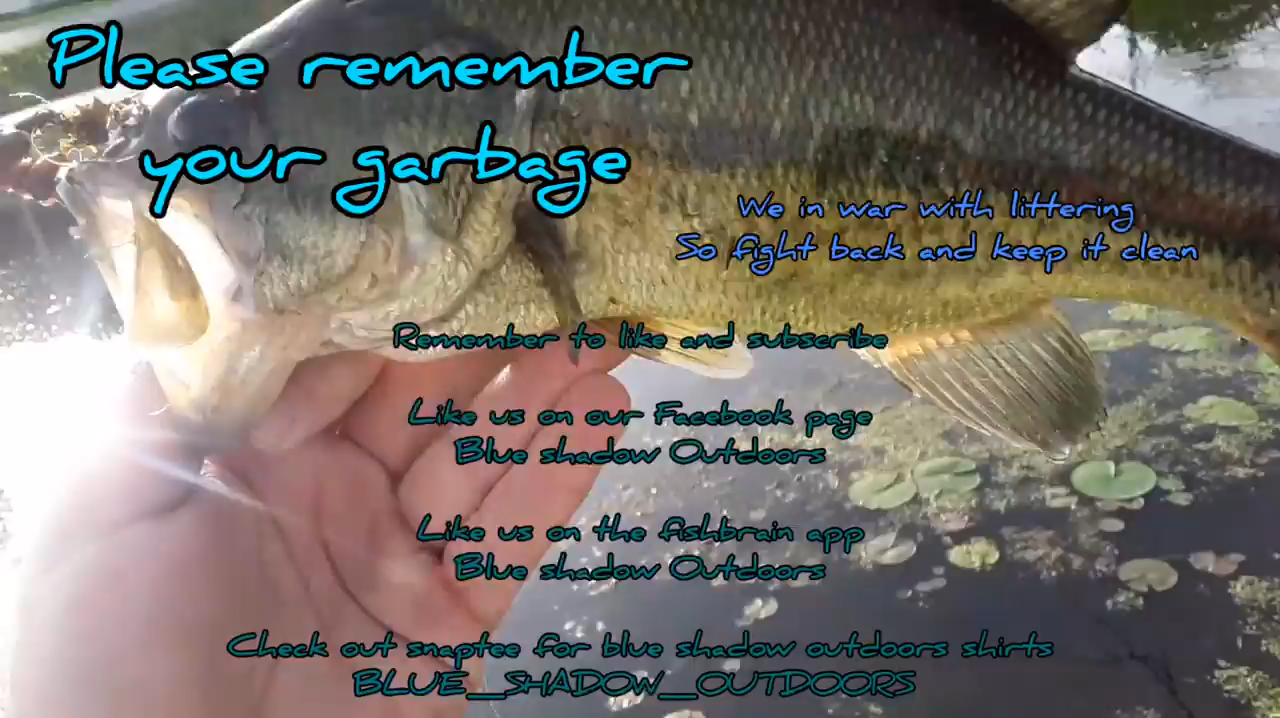 Please remember
your garbage
We in war with littering
So fight back and keep it clean
Remember to like and subscribe
Like us on our Facebook page
Blue shadow Outdoors
Like us on the fishbrain app
Blue shadow Outdoors
Check out snaptee for blue shadow outdoors shirts
BLUE_SHADOW_OUTDOORS